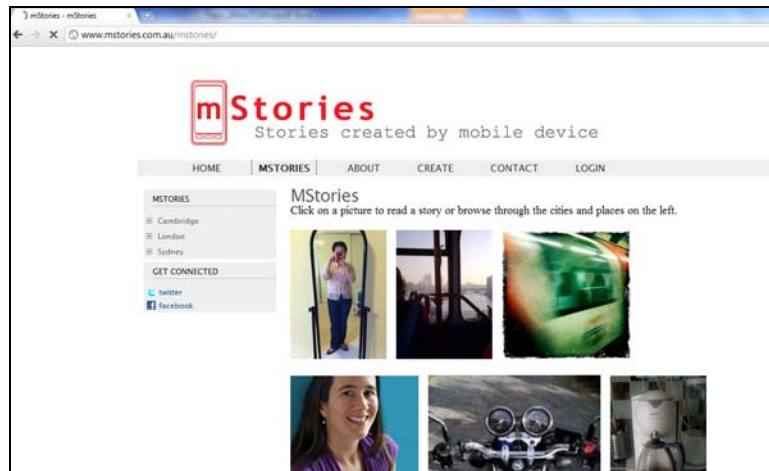 mStories - mStories
www.mstories.com.au/mstories/
mStories
Stories created by mobile device
HOME MSTORIES ABOUT CREATE CONTACT LOGIN
MSTORIES
Cambridge
London
Sydney
GET CONNECTED
twitter
facebook
MStories
Click on a picture to read a story or browse through the cities and places on the left.